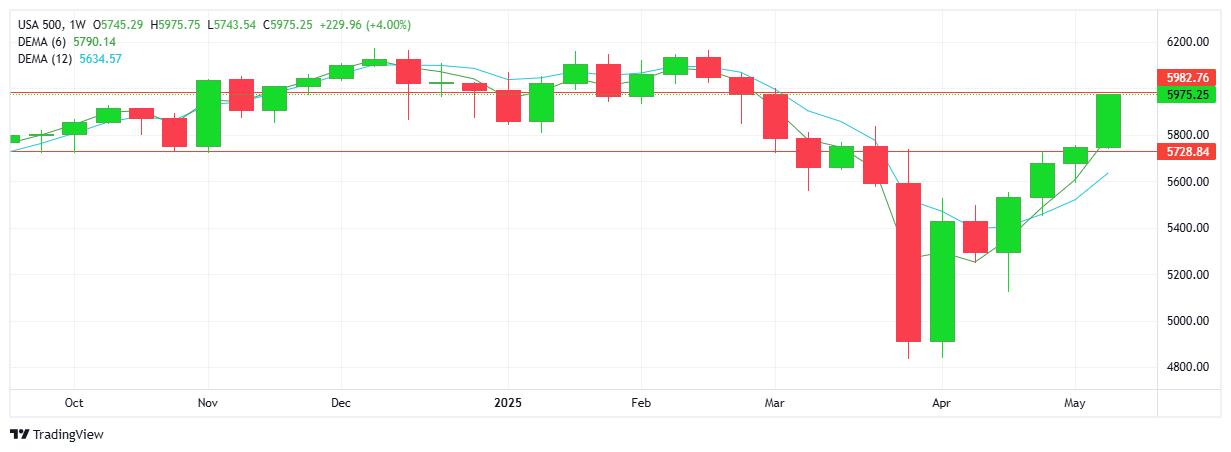 USA 500, 1W O5745.29 H5975.75 L5743.54 C5975.25 +229.96 (+4.00%)
DEMA (6) 5790.14
DEMA (12) 5634.57
6200.00
5982.76
5975.25
5800.00
5728.84
5600.00
5400.00
5200.00
5000.00
4800.00
Oct Nov Dec 2025 Feb Mar Apr May
TradingView